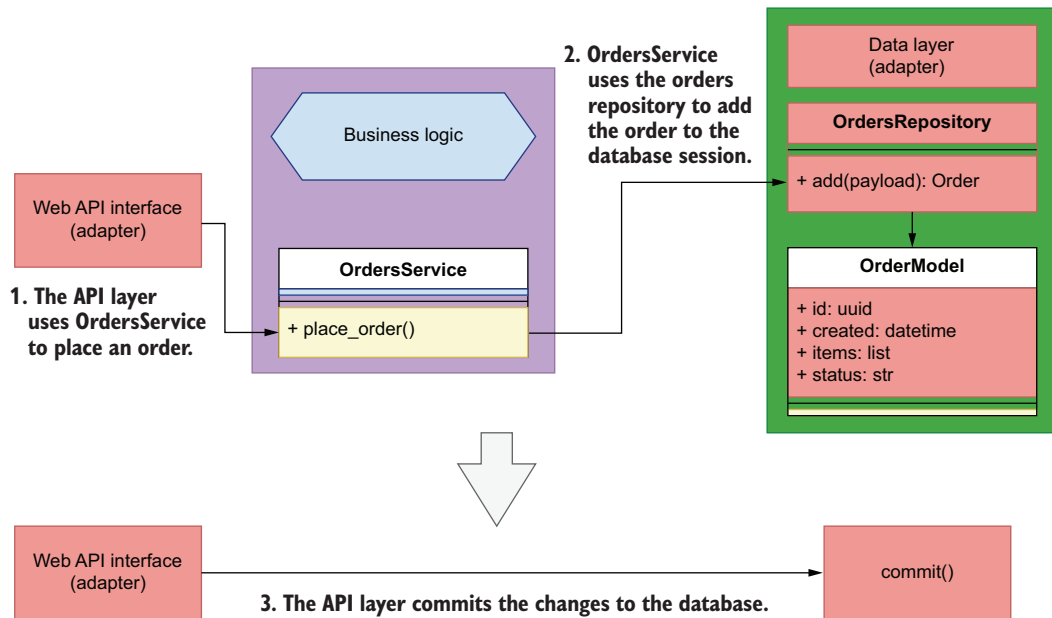 Web API interface
(adapter)
1. The API layer
uses OrdersService
to place an order.
Business logic
OrdersService
+ place_order()
2. OrdersService
uses the orders
repository to add
the order to the
database session.
Data layer
(adapter)
OrdersRepository
+ add(payload): Order
OrderModel
+ id: uuid
+ created: datetime
+ items: list
+ status: str
Web API interface
(adapter)
3. The API layer commits the changes to the database.
commit()